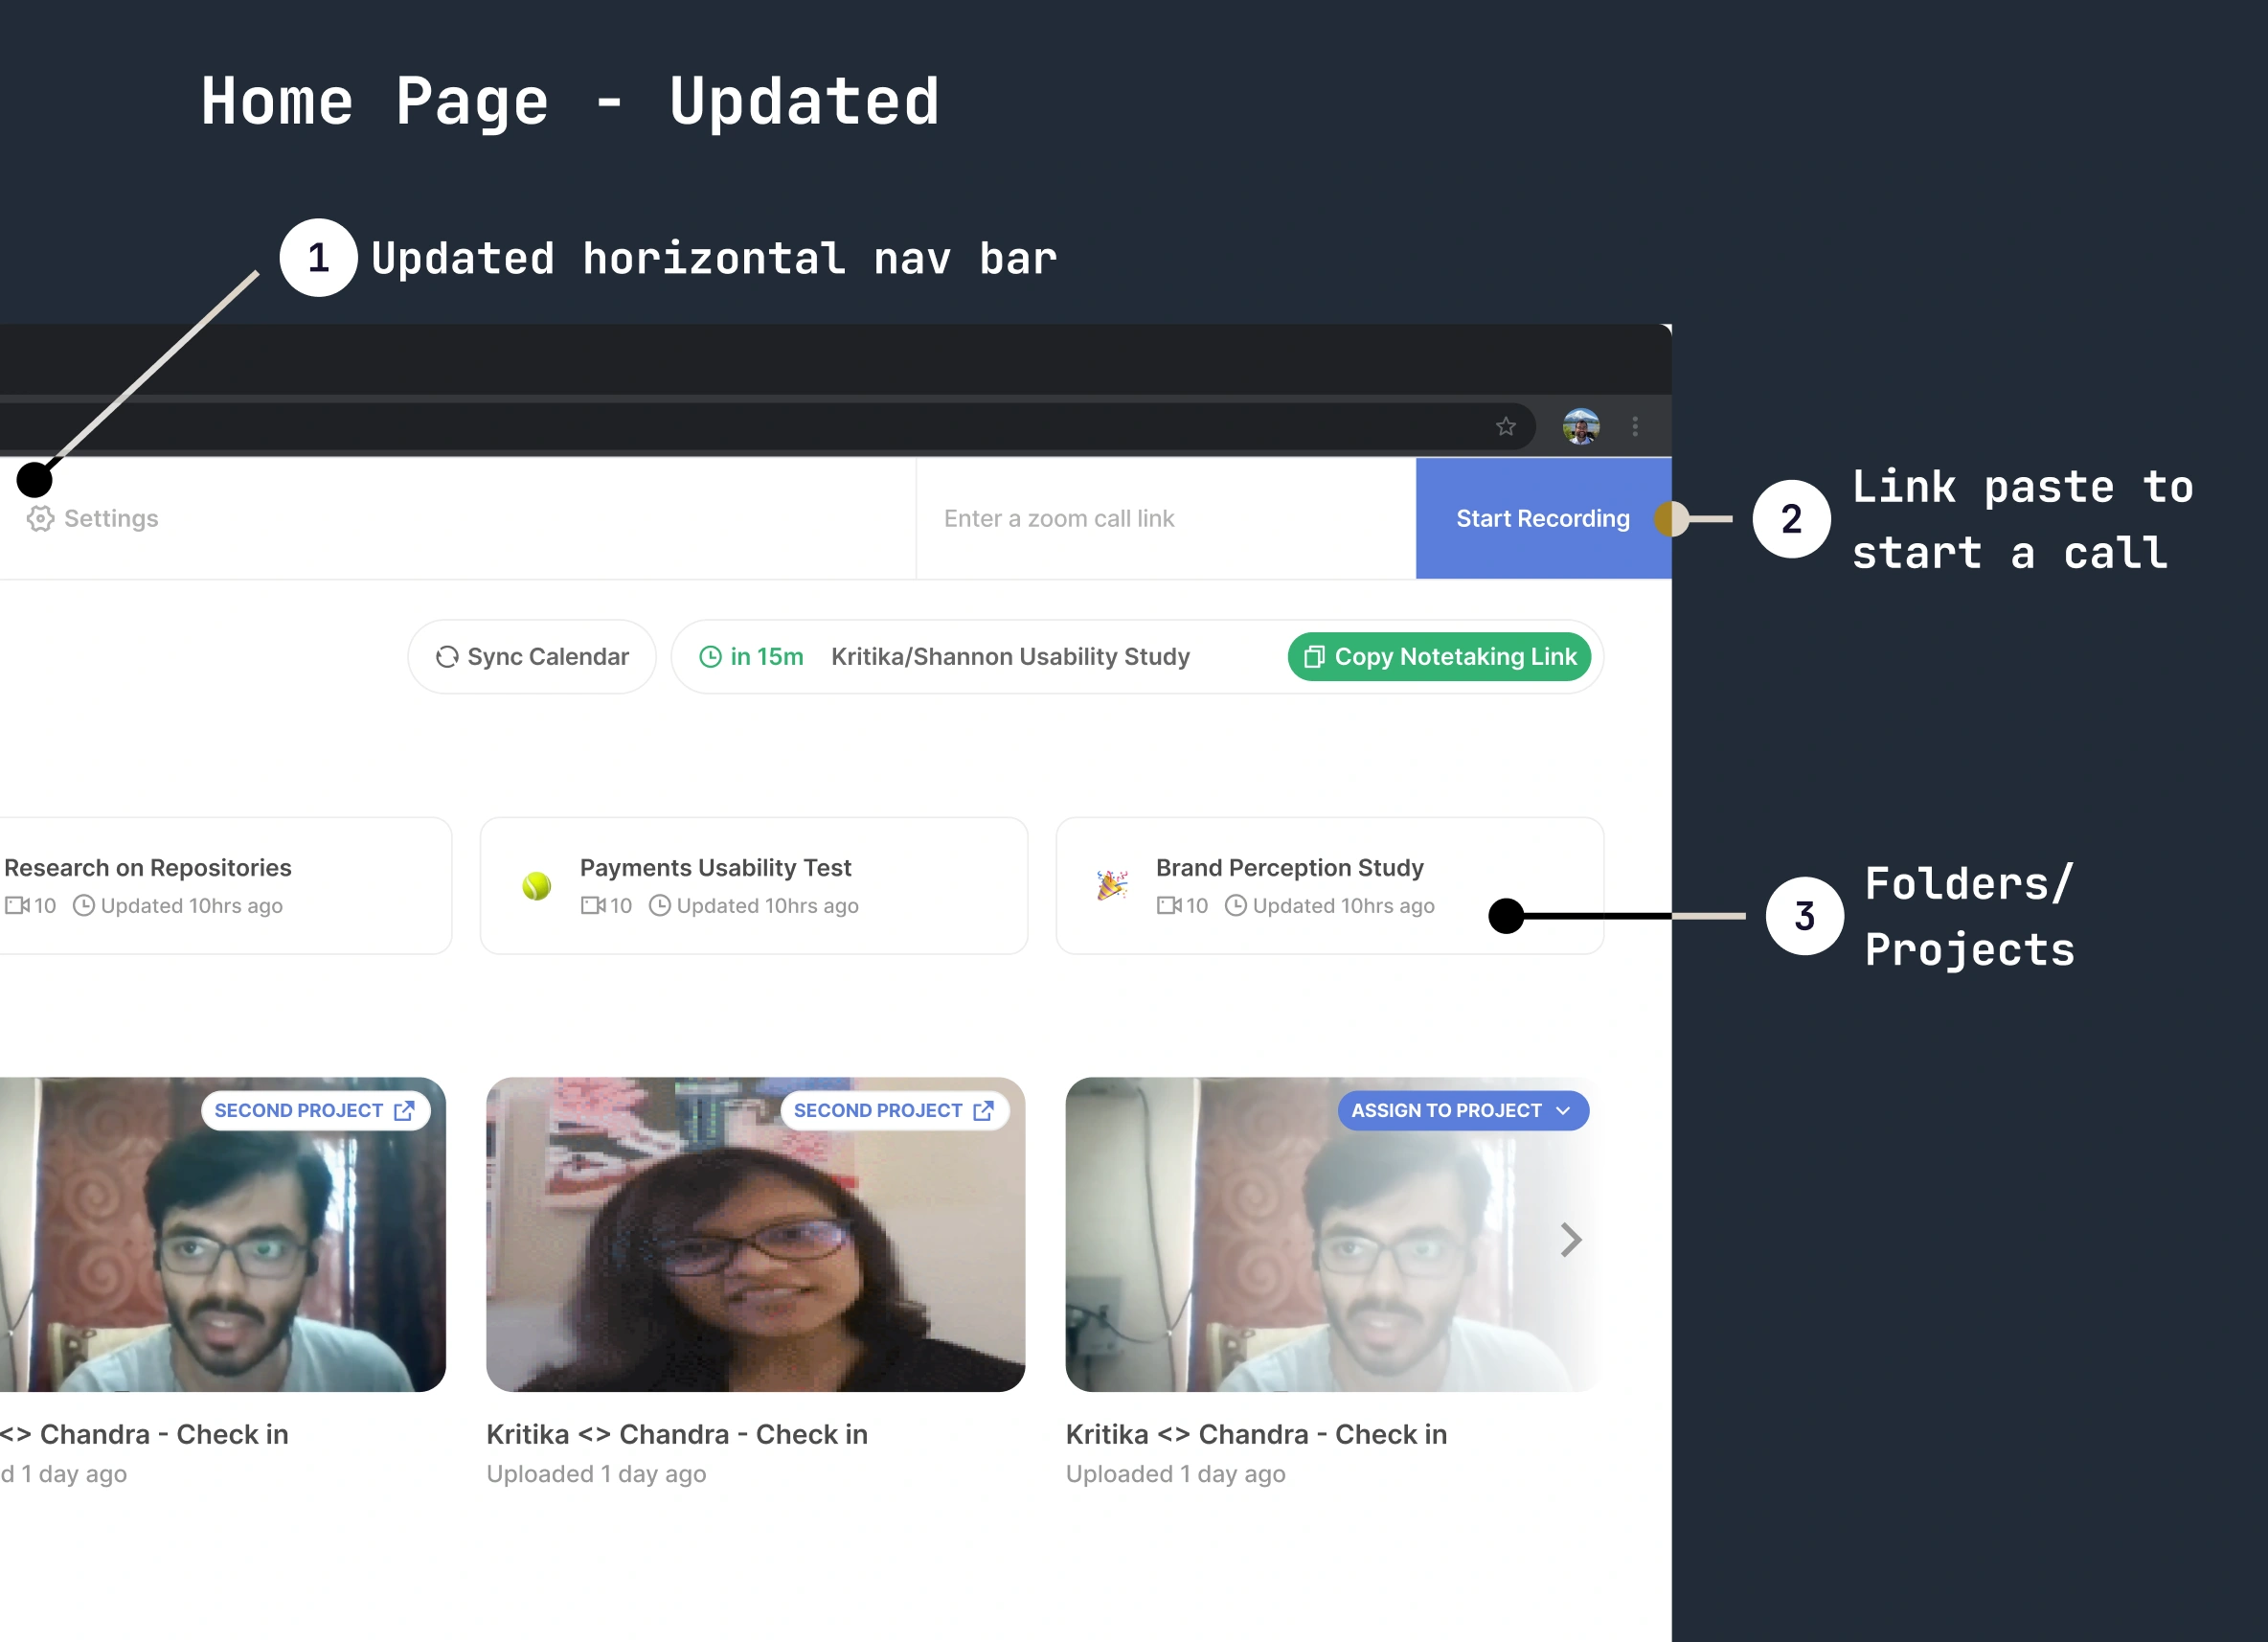 Home Page - Updated
1 Updated horizontal nav bar
Settings
Enter a zoom call link
Start Recording
2 Link paste to
start a call
Sync Calendar
in 15m Kritika/Shannon Usability Study
Copy Notetaking Link
Research on Repositories
10 Updated 10hrs ago
Payments Usability Test
10 Updated 10hrs ago
Brand Perception Study
10 Updated 10hrs ago
3 Folders/
Projects
SECOND PROJECT
SECOND PROJECT
ASSIGN TO PROJECT
<> Chandra - Check in
d 1 day ago
Kritika <> Chandra - Check in
Uploaded 1 day ago
Kritika <> Chandra - Check in
Uploaded 1 day ago